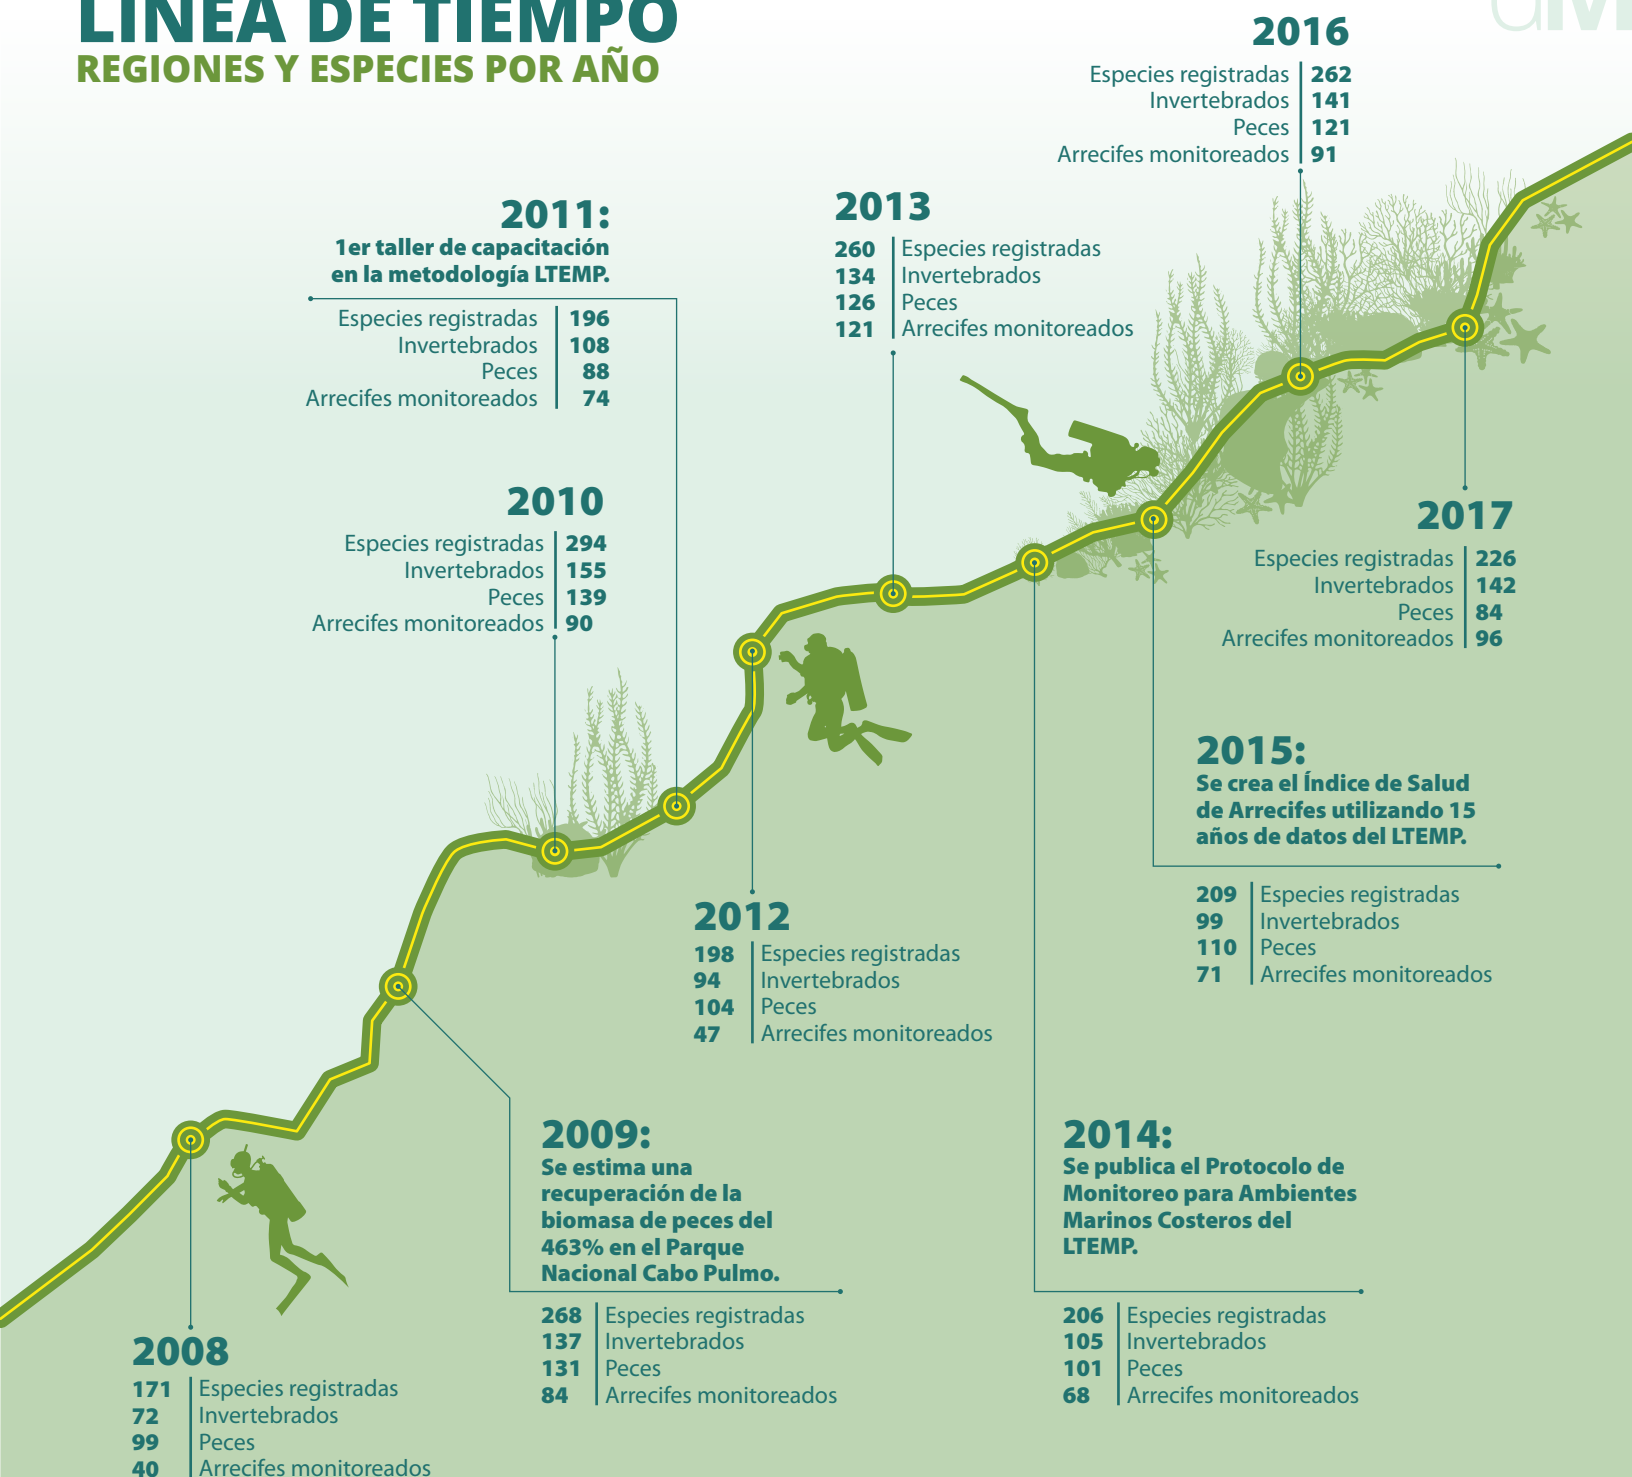 LÍNEA DE TIEMPO
REGIONES Y ESPECIES POR AÑO
2016
Especies registradas 262
Invertebrados 141
Peces 121
Arrecifes monitoreados 91
2011:
1er taller de capacitación
en la metodología LTEMP.
Especies registradas 196
Invertebrados 108
Peces 88
Arrecifes monitoreados 74
2013
260 Especies registradas
134 Invertebrados
126 Peces
121 Arrecifes monitoreados
2010
Especies registradas 294
Invertebrados 155
Peces 139
Arrecifes monitoreados 90
2017
Especies registradas 226
Invertebrados 142
Peces 84
Arrecifes monitoreados 96
2015:
Se crea el Índice de Salud
de Arrecifes utilizando 15
años de datos del LTEMP.
209 Especies registradas
99 Invertebrados
110 Peces
71 Arrecifes monitoreados
2012
198 Especies registradas
94 Invertebrados
104 Peces
47 Arrecifes monitoreados
2009:
Se estima una
recuperación de la
biomasa de peces del
463% en el Parque
Nacional Cabo Pulmo.
268 Especies registradas
137 Invertebrados
131 Peces
84 Arrecifes monitoreados
2014:
Se publica el Protocolo de
Monitoreo para Ambientes
Marinos Costeros del
LTEMP.
206 Especies registradas
105 Invertebrados
101 Peces
68 Arrecifes monitoreados
2008
171 Especies registradas
72 Invertebrados
99 Peces
40 Arrecifes monitoreados